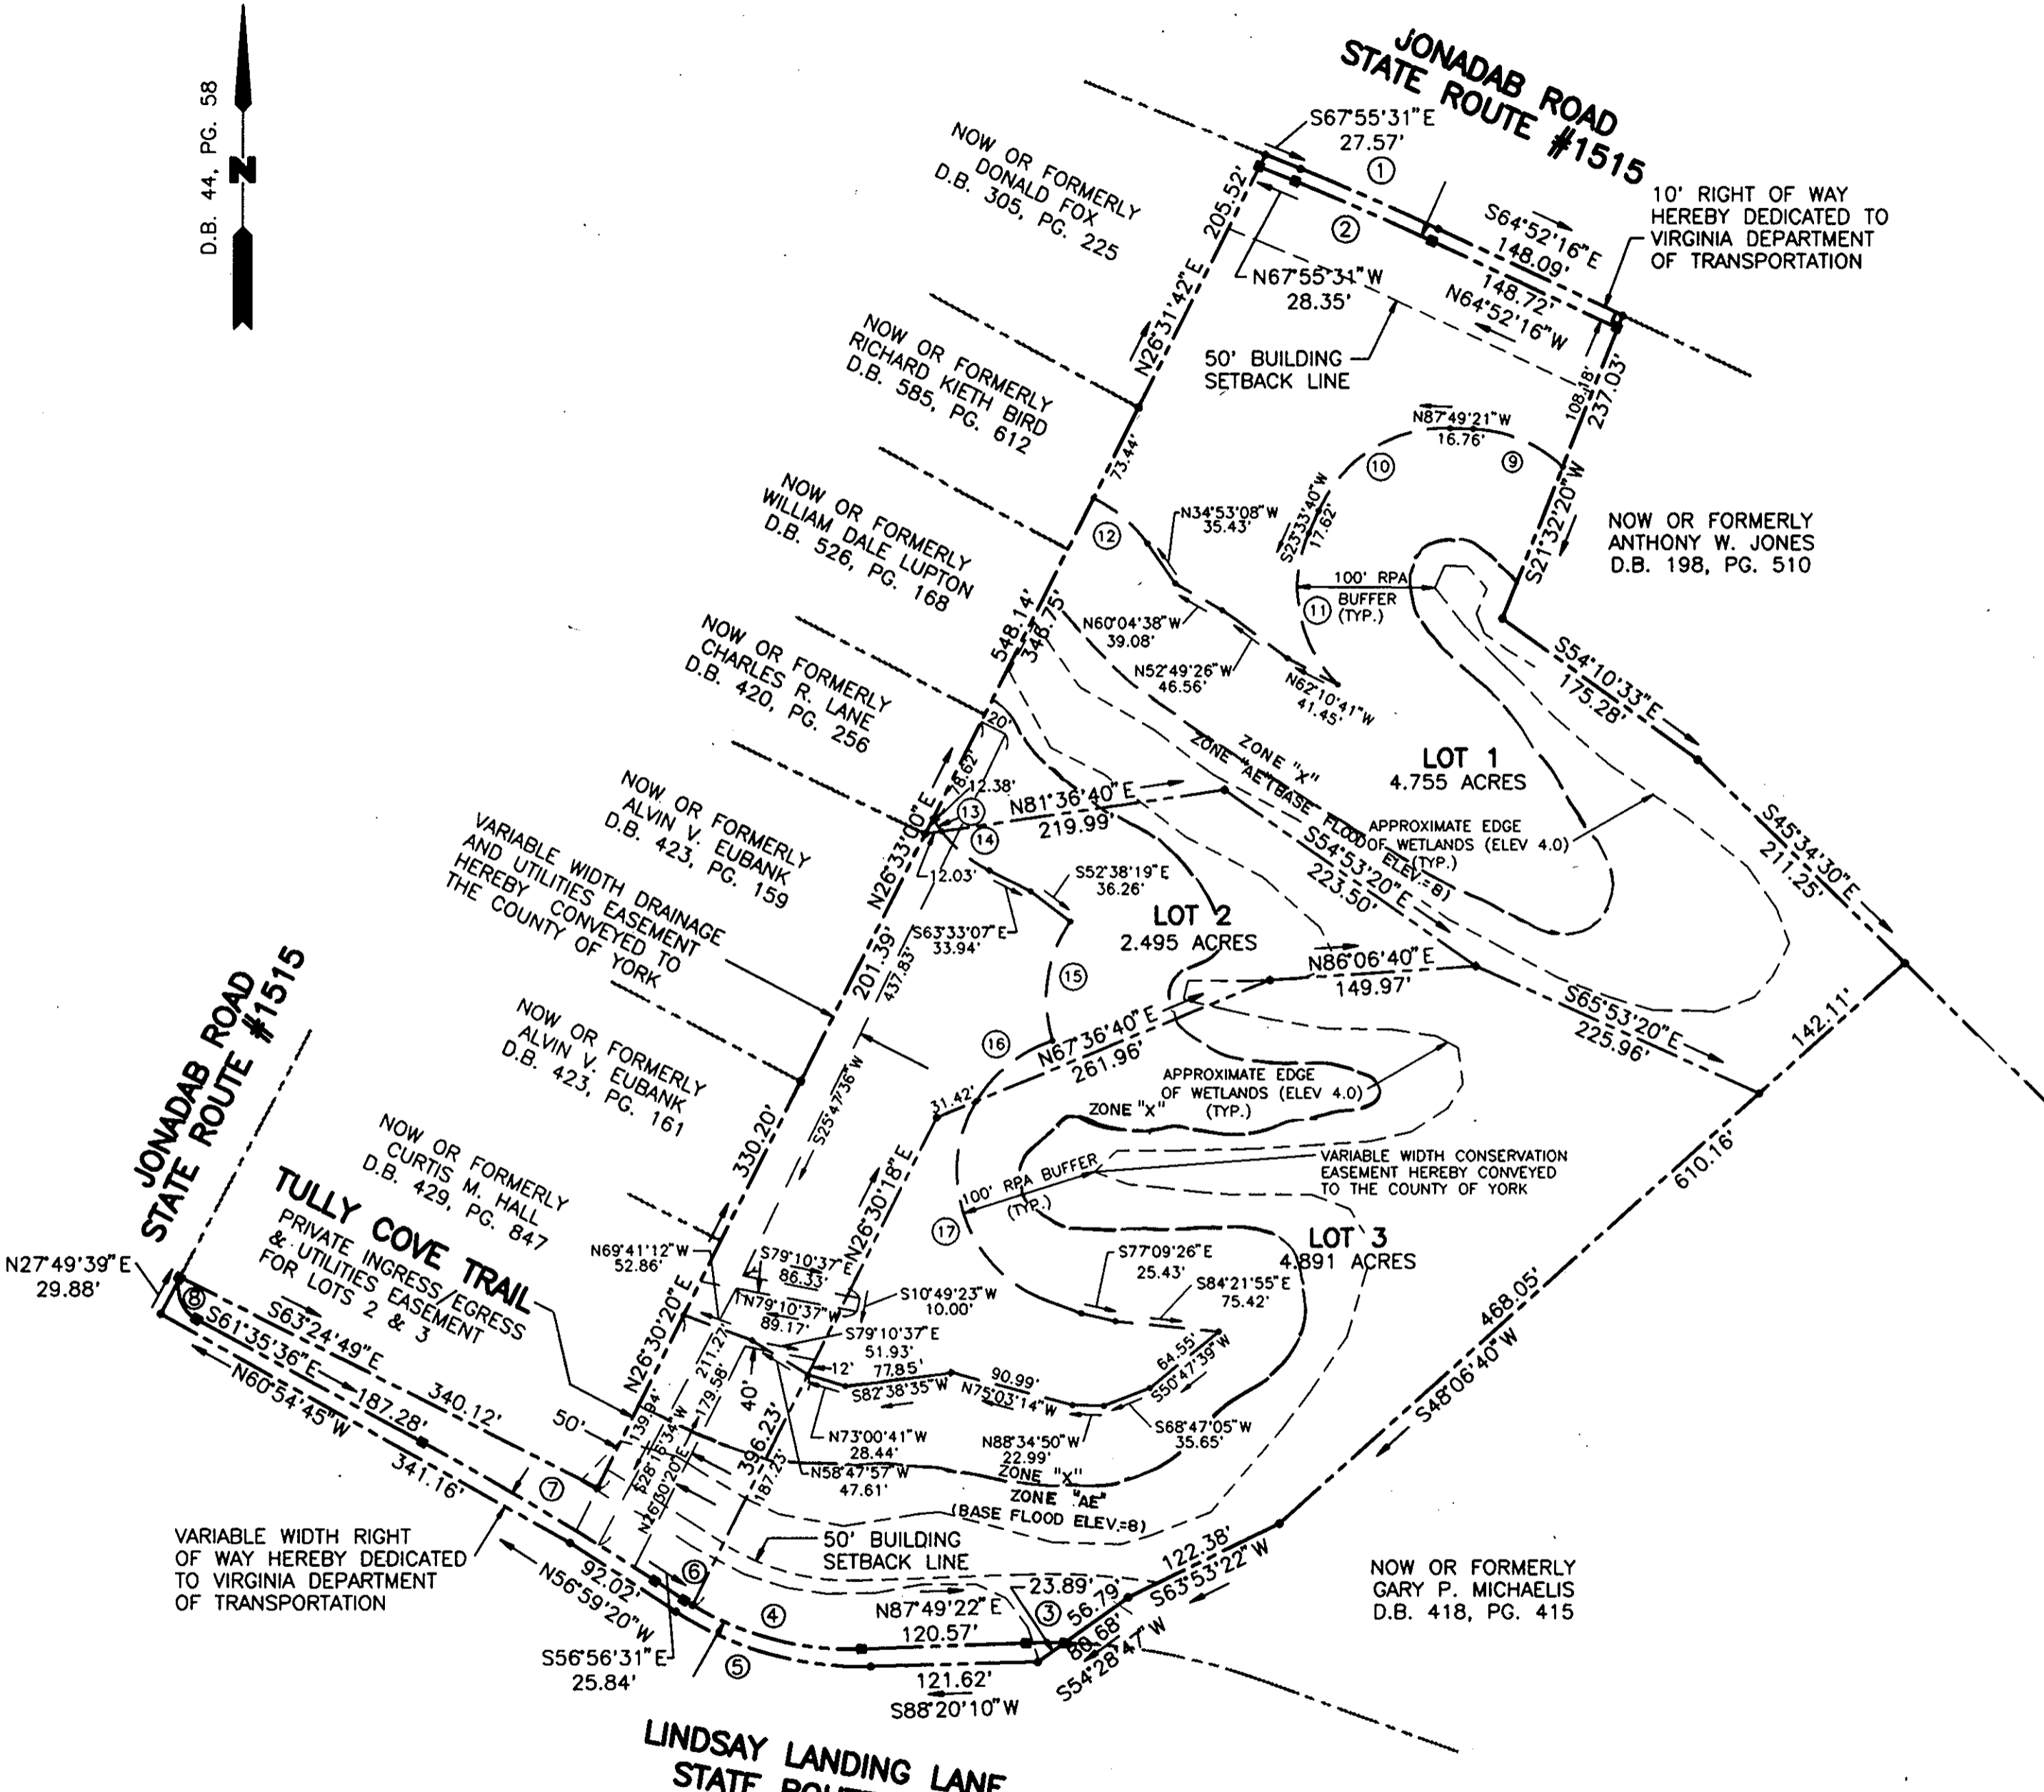 D.B. 44, PG. 58
N
JONADAB ROAD
STATE ROUTE #1515
S67°55'31"E
27.57'
1
2
S64°52'16"E
148.09'
148.72'
N64°52'16"W
10' RIGHT OF WAY
HEREBY DEDICATED TO
VIRGINIA DEPARTMENT
OF TRANSPORTATION
N67°55'31"W
28.35'
50' BUILDING
SETBACK LINE
NOW OR FORMERLY
DONALD FOX
D.B. 305, PG. 225
205.52'
N26°31'42"E
NOW OR FORMERLY
RICHARD KIETH BIRD
D.B. 585, PG. 612
73.44'
108.18'
237.03'
S21°32'20"W
N87°49'21"W
16.76'
9
10
S23°33'40"W
17.62'
11
100' RPA
BUFFER
(TYP.)
NOW OR FORMERLY
ANTHONY W. JONES
D.B. 198, PG. 510
NOW OR FORMERLY
WILLIAM DALE LUPTON
D.B. 526, PG. 168
12
N34°53'08"W
35.43'
N60°04'38"W
39.08'
N52°49'26"W
46.56'
N62°10'41"W
41.45'
548.14'
348.75'
S54°10'33"E
175.28'
NOW OR FORMERLY
CHARLES R. LANE
D.B. 420, PG. 256
20'
78.62'
12.38'
13
14
12.03'
ZONE "X"
ZONE "AE" (BASE FLOOD ELEV.=8)
LOT 1
4.755 ACRES
APPROXIMATE EDGE
OF WETLANDS (ELEV 4.0)
(TYP.)
S45°34'30"E
211.25'
N81°36'40"E
219.99'
S54°53'20"E
223.50'
NOW OR FORMERLY
ALVIN V. EUBANK
D.B. 423, PG. 159
N26°33'00"E
201.39'
437.83'
VARIABLE WIDTH DRAINAGE
AND UTILITIES EASEMENT
HEREBY CONVEYED TO
THE COUNTY OF YORK
S52°38'19"E
36.26'
S63°33'07"E
33.94'
LOT 2
2.495 ACRES
15
16
N86°06'40"E
149.97'
S65°53'20"E
225.96'
142.11'
N67°36'40"E
261.96'
31.42'
NOW OR FORMERLY
ALVIN V. EUBANK
D.B. 423, PG. 161
S25°47'36"W
330.20'
APPROXIMATE EDGE
OF WETLANDS (ELEV 4.0)
(TYP.)
ZONE "X"
VARIABLE WIDTH CONSERVATION
EASEMENT HEREBY CONVEYED
TO THE COUNTY OF YORK
100' RPA BUFFER
(TYP.)
17
N26°30'18"E
610.16'
468.05'
S48°06'40"W
LOT 3
4.891 ACRES
JONADAB ROAD
STATE ROUTE #1515
NOW OR FORMERLY
CURTIS M. HALL
D.B. 429, PG. 847
TULLY COVE TRAIL
PRIVATE INGRESS/EGRESS
& UTILITIES EASEMENT
FOR LOTS 2 & 3
N27°49'39"E
29.88'
8
S63°24'49"E
340.12'
S61°35'36"E
187.28'
N60°54'45"W
341.16'
N26°30'20"E
N69°41'12"W
52.86'
S79°10'37"E
86.33'
N79°10'37"W
89.17'
S10°49'23"W
10.00'
S79°10'37"E
51.93'
S77°09'26"E
25.43'
S84°21'55"E
75.42'
64.55'
S50°47'39"W
12'
77.85'
S82°38'35"W
90.99'
N75°03'14"W
S68°47'05"W
35.65'
N73°00'41"W
28.44'
N88°34'50"W
22.99'
N58°47'57"W
47.61'
211.27'
179.58'
40'
139.94'
50'
S28°16'34"W
N26°30'20"E
396.23'
187.23'
ZONE "X"
ZONE "AE"
(BASE FLOOD ELEV.=8)
7
50' BUILDING
SETBACK LINE
VARIABLE WIDTH RIGHT
OF WAY HEREBY DEDICATED
TO VIRGINIA DEPARTMENT
OF TRANSPORTATION
92.02'
N56°59'20"W
6
4
5
S56°56'31"E
25.84'
N87°49'22"E
120.57'
23.89'
3
56.79'
80.68'
S54°28'47"W
122.38'
S63°53'22"W
121.62'
S88°20'10"W
NOW OR FORMERLY
GARY P. MICHAELIS
D.B. 418, PG. 415
LINDSAY LANDING LANE
STATE ROUTE